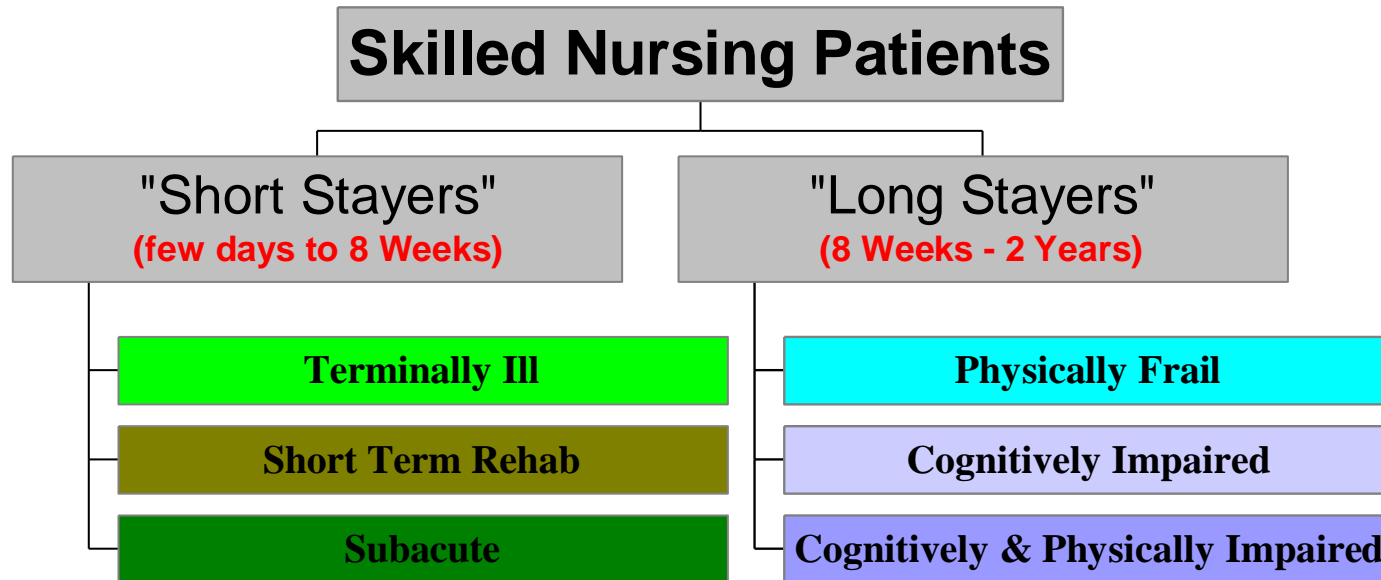 Skilled Nursing Patients
"Short Stayers"
(few days to 8 Weeks)
"Long Stayers"
(8 Weeks - 2 Years)
Terminally Ill
Short Term Rehab
Subacute
Physically Frail
Cognitively Impaired
Cognitively & Physically Impaired